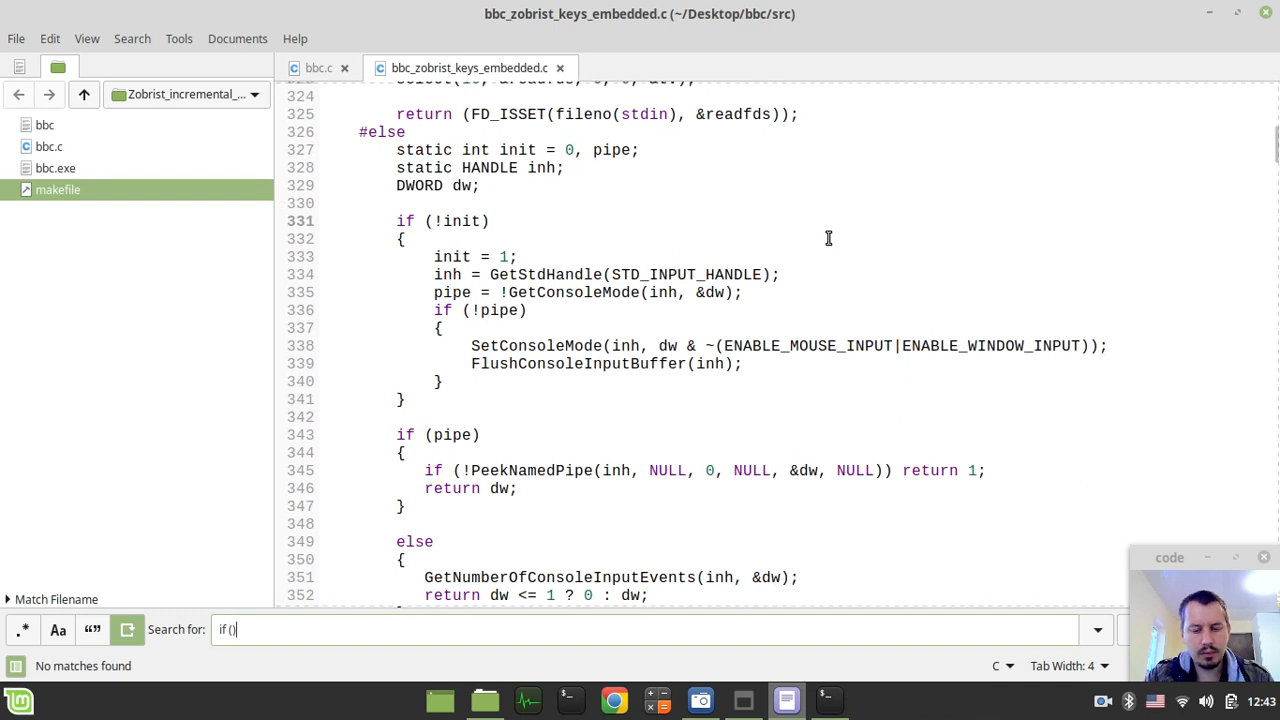 bbc_zobrist_keys_embedded.c (~/Desktop/bbc/src)
File Edit View Search Tools Documents Help
bbc.c bbc_zobrist_keys_embedded.c
Zobrist_incremental_...
bbc
bbc.c
bbc.exe
makefile
324
325 return (FD_ISSET(fileno(stdin), &readfds));
326 #else
327 static int init = 0, pipe;
328 static HANDLE inh;
329 DWORD dw;
330
331 if (!init)
332 {
333 init = 1;
334 inh = GetStdHandle(STD_INPUT_HANDLE);
335 pipe = !GetConsoleMode(inh, &dw);
336 if (!pipe)
337 {
338 SetConsoleMode(inh, dw & ~(ENABLE_MOUSE_INPUT|ENABLE_WINDOW_INPUT));
339 FlushConsoleInputBuffer(inh);
340 }
341 }
342
343 if (pipe)
344 {
345 if (!PeekNamedPipe(inh, NULL, 0, NULL, &dw, NULL)) return 1;
346 return dw;
347 }
348
349 else
350 {
351 GetNumberOfConsoleInputEvents(inh, &dw);
352 return dw <= 1 ? 0 : dw;
Match Filename
code
.* Aa “” Search for: if ()
No matches found C Tab Width: 4
12:43